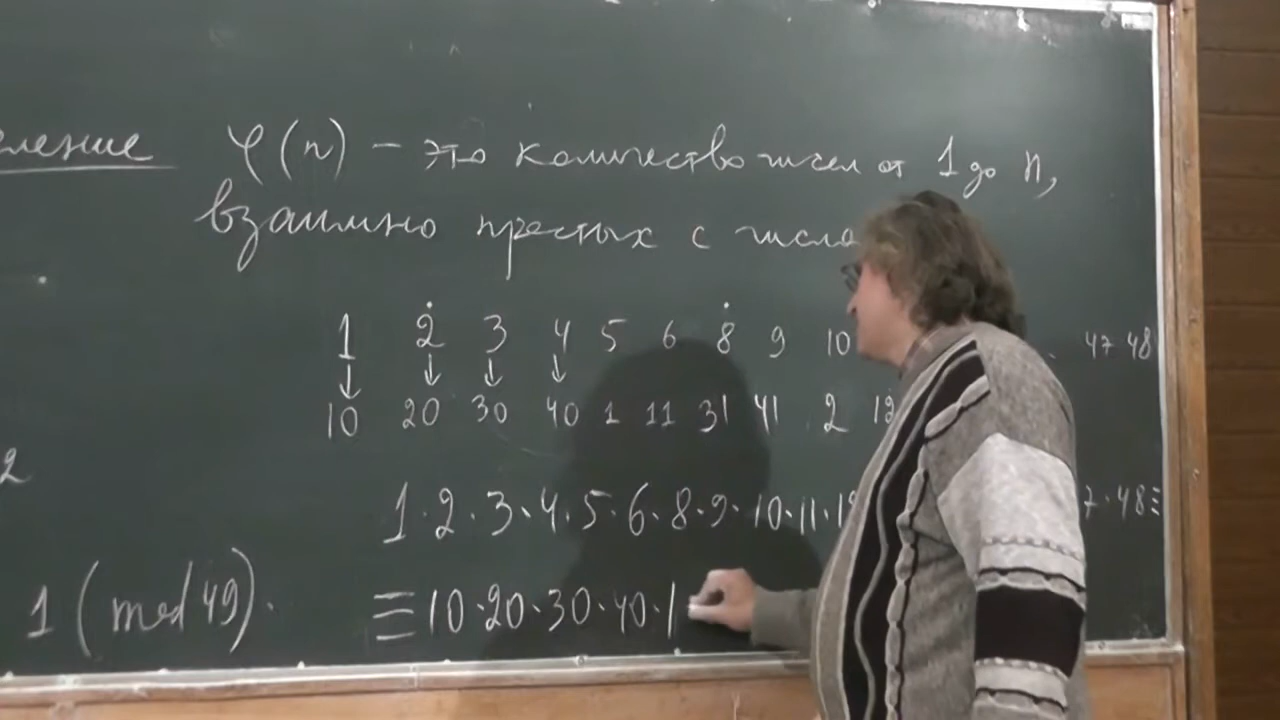 еление φ(n) – это количество чисел от 1 до n,
взаимно простых с числ
1 2 3 4 5 6 8 9 10 . 47 48
↓ ↓ ↓ ↓
10 20 30 40 1 11 31 41 2 12
2
1·2·3·4·5·6·8·9·10·11·1 7·48≡
1 (mod 49). ≡10·20·30·40·1